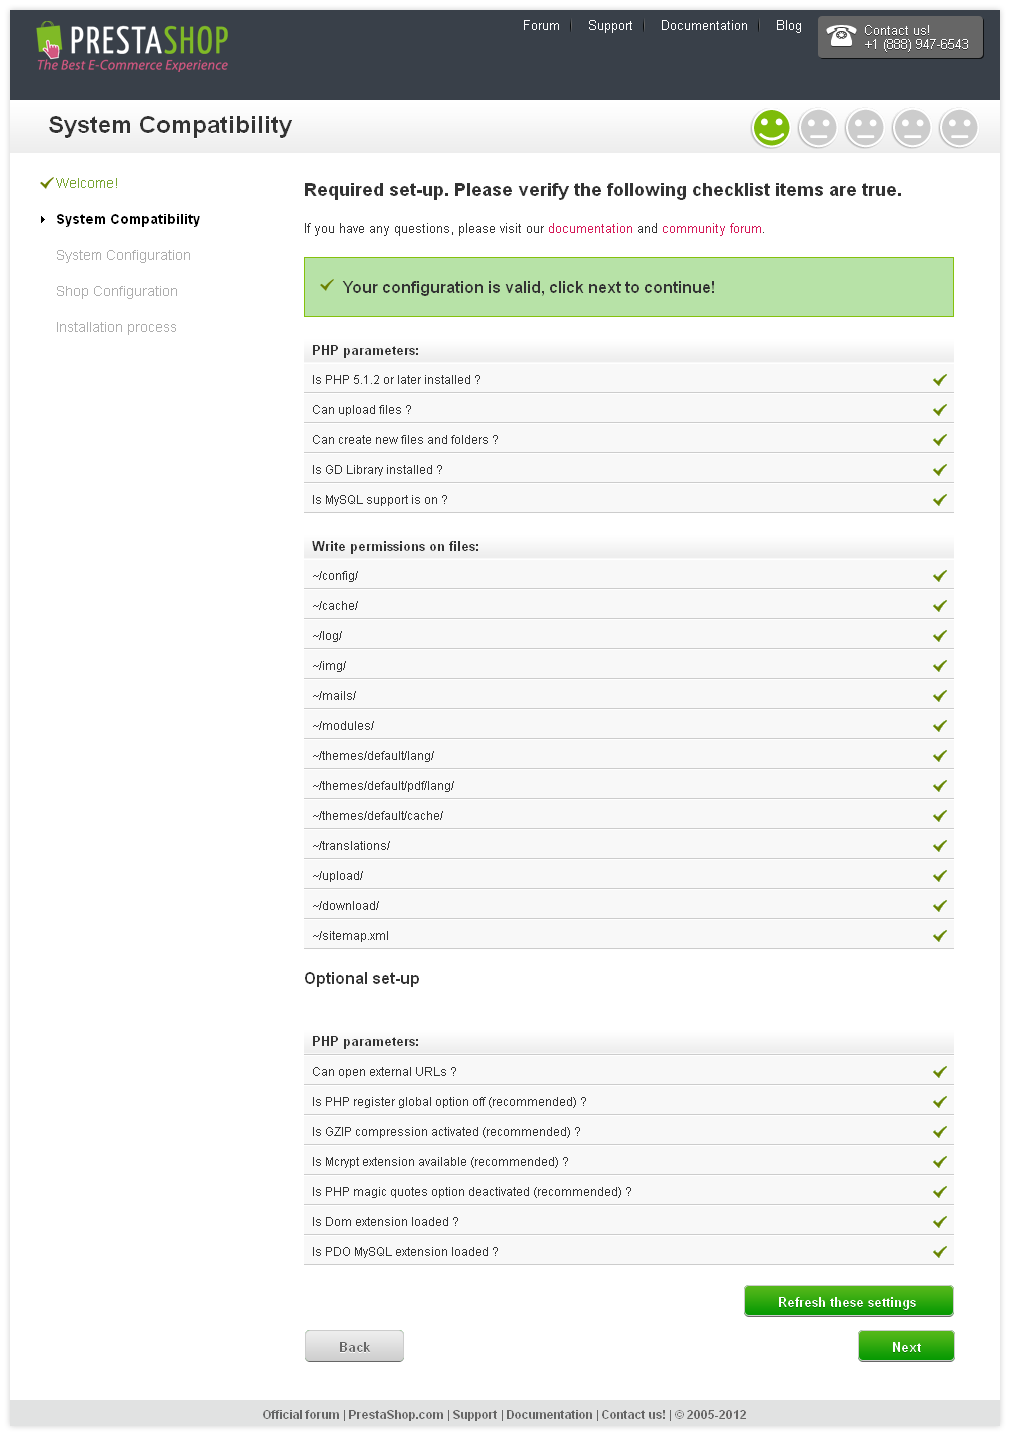 PRESTASHOP
The Best E-Commerce Experience
Forum
Support
Documentation
Blog
Contact us!
+1 (888) 947-6543
System Compatibility
Welcome!
System Compatibility
System Configuration
Shop Configuration
Installation process
Required set-up. Please verify the following checklist items are true.
If you have any questions, please visit our documentation and community forum.
Your configuration is valid, click next to continue!
PHP parameters:
Is PHP 5.1.2 or later installed ?
Can upload files ?
Can create new files and folders ?
Is GD Library installed ?
Is MySQL support is on ?
Write permissions on files:
~/config/
~/cache/
~/log/
~/img/
~/mails/
~/modules/
~/themes/default/lang/
~/themes/default/pdf/lang/
~/themes/default/cache/
~/translations/
~/upload/
~/download/
~/sitemap.xml
Optional set-up
PHP parameters:
Can open external URLs ?
Is PHP register global option off (recommended) ?
Is GZIP compression activated (recommended) ?
Is Mcrypt extension available (recommended) ?
Is PHP magic quotes option deactivated (recommended) ?
Is Dom extension loaded ?
Is PDO MySQL extension loaded ?
Refresh these settings
Back
Next
Official forum | PrestaShop.com | Support | Documentation | Contact us! | © 2005-2012